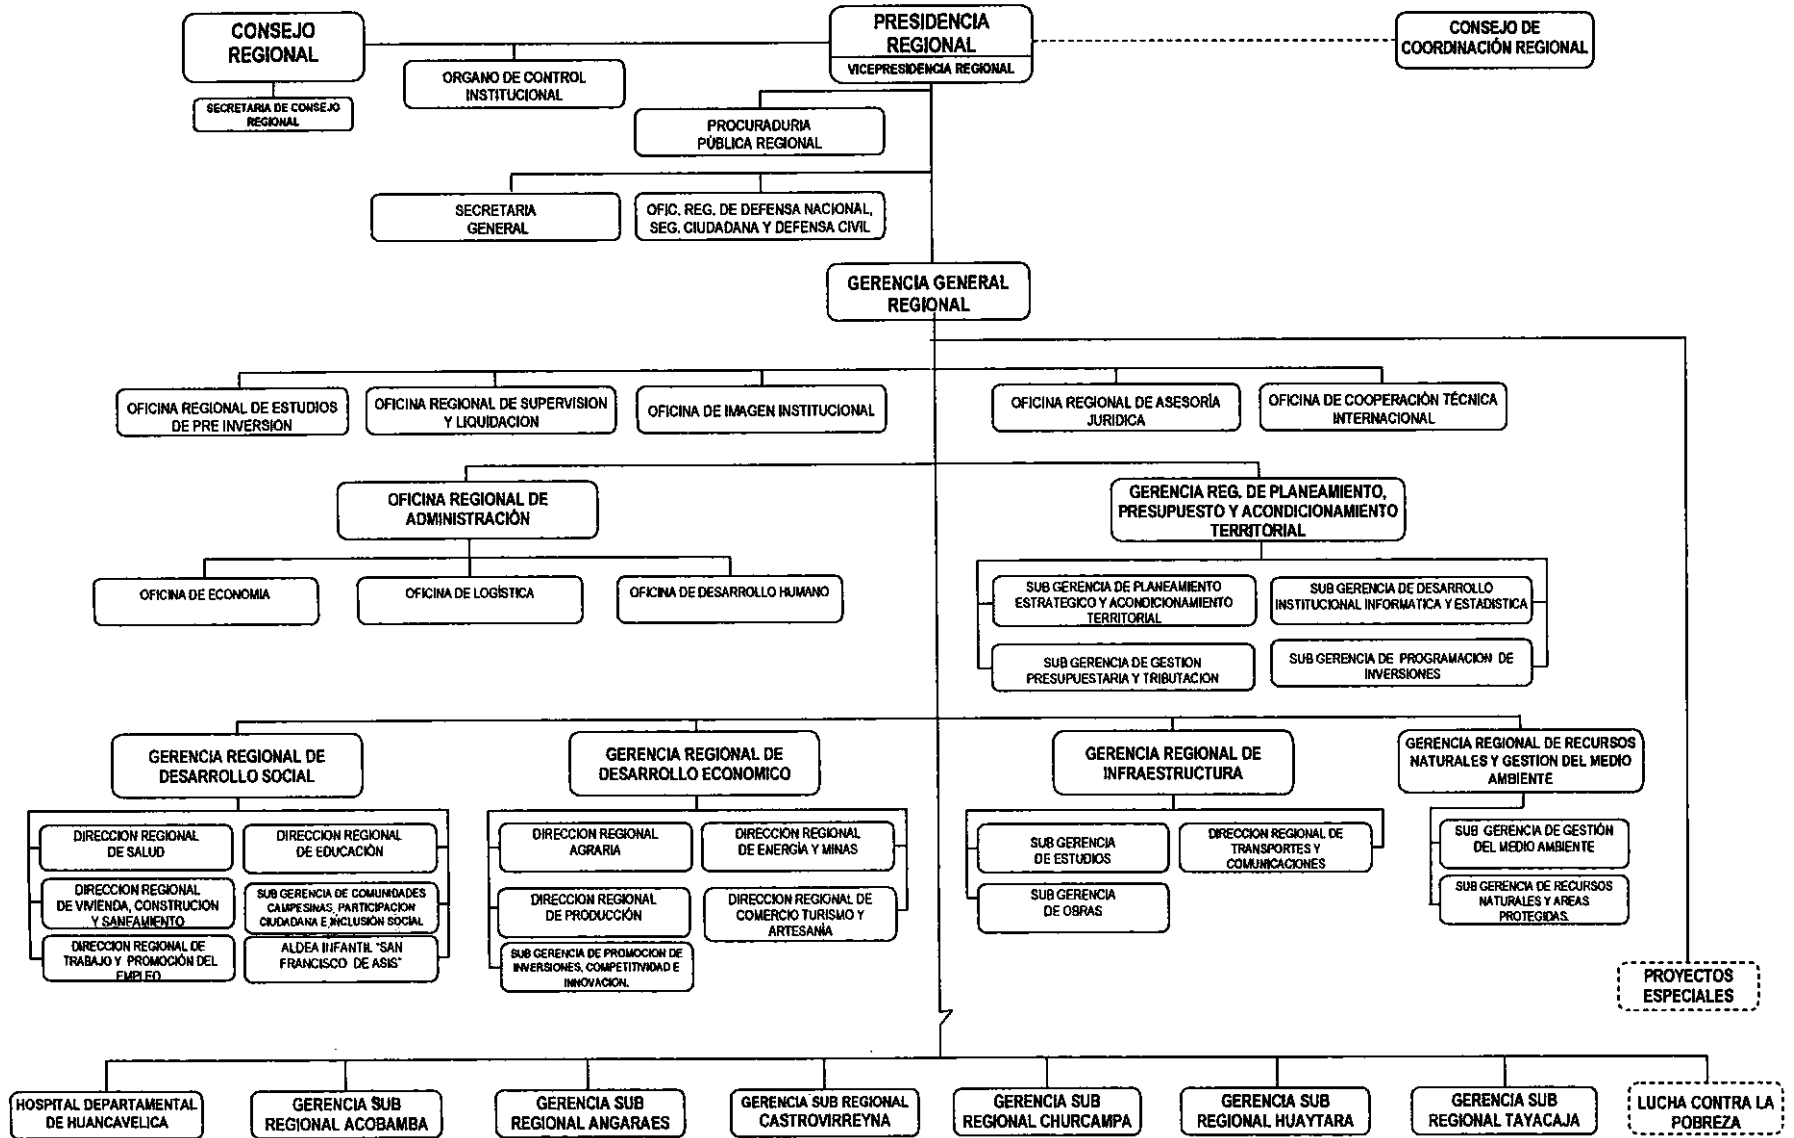 CONSEJO
REGIONAL
PRESIDENCIA
REGIONAL
VICEPRESIDENCIA REGIONAL
CONSEJO DE
COORDINACIÓN REGIONAL
SECRETARIA DE CONSEJO
REGIONAL
ORGANO DE CONTROL
INSTITUCIONAL
PROCURADURIA
PÚBLICA REGIONAL
SECRETARIA
GENERAL
OFIC. REG. DE DEFENSA NACIONAL,
SEG. CIUDADANA Y DEFENSA CIVIL
GERENCIA GENERAL
REGIONAL
OFICINA REGIONAL DE ESTUDIOS
DE PRE INVERSION
OFICINA REGIONAL DE SUPERVISION
Y LIQUIDACION
OFICINA DE IMAGEN INSTITUCIONAL
OFICINA REGIONAL DE ASESORÍA
JURIDICA
OFICINA DE COOPERACIÓN TÉCNICA
INTERNACIONAL
OFICINA REGIONAL DE
ADMINISTRACIÓN
GERENCIA REG. DE PLANEAMIENTO,
PRESUPUESTO Y ACONDICIONAMIENTO
TERRITORIAL
OFICINA DE ECONOMIA
OFICINA DE LOGÍSTICA
OFICINA DE DESARROLLO HUMANO
SUB GERENCIA DE PLANEAMIENTO
ESTRATEGICO Y ACONDICIONAMIENTO
TERRITORIAL
SUB GERENCIA DE DESARROLLO
INSTITUCIONAL INFORMATICA Y ESTADISTICA
SUB GERENCIA DE GESTION
PRESUPUESTARIA Y TRIBUTACION
SUB GERENCIA DE PROGRAMACION DE
INVERSIONES
GERENCIA REGIONAL DE
DESARROLLO SOCIAL
GERENCIA REGIONAL DE
DESARROLLO ECONOMICO
GERENCIA REGIONAL DE
INFRAESTRUCTURA
GERENCIA REGIONAL DE RECURSOS
NATURALES Y GESTION DEL MEDIO
AMBIENTE
DIRECCION REGIONAL
DE SALUD
DIRECCION REGIONAL
DE EDUCACIÓN
DIRECCION REGIONAL
DE VIVIENDA, CONSTRUCION
Y SANEAMIENTO
SUB GERENCIA DE COMUNIDADES
CAMPESINAS, PARTICIPACION
CIUDADANA E INCLUSIÓN SOCIAL
DIRECCION REGIONAL DE
TRABAJO Y PROMOCIÓN DEL
EMPLEO
ALDEA INFANTIL "SAN
FRANCISCO DE ASIS"
DIRECCION REGIONAL
AGRARIA
DIRECCION REGIONAL
DE ENERGÍA Y MINAS
DIRECCION REGIONAL
DE PRODUCCIÓN
DIRECCION REGIONAL DE
COMERCIO TURISMO Y
ARTESANÍA
SUB GERENCIA DE PROMOCION DE
INVERSIONES, COMPETITIVIDAD E
INNOVACION.
SUB GERENCIA
DE ESTUDIOS
DIRECCION REGIONAL DE
TRANSPORTES Y
COMUNICACIONES
SUB GERENCIA
DE OBRAS
SUB GERENCIA DE GESTIÓN
DEL MEDIO AMBIENTE
SUB GERENCIA DE RECURSOS
NATURALES Y AREAS
PROTEGIDAS.
PROYECTOS
ESPECIALES
HOSPITAL DEPARTAMENTAL
DE HUANCAVELICA
GERENCIA SUB
REGIONAL ACOBAMBA
GERENCIA SUB
REGIONAL ANGARAES
GERENCIA SUB REGIONAL
CASTROVIRREYNA
GERENCIA SUB
REGIONAL CHURCAMPA
GERENCIA SUB
REGIONAL HUAYTARA
GERENCIA SUB
REGIONAL TAYACAJA
LUCHA CONTRA LA
POBREZA